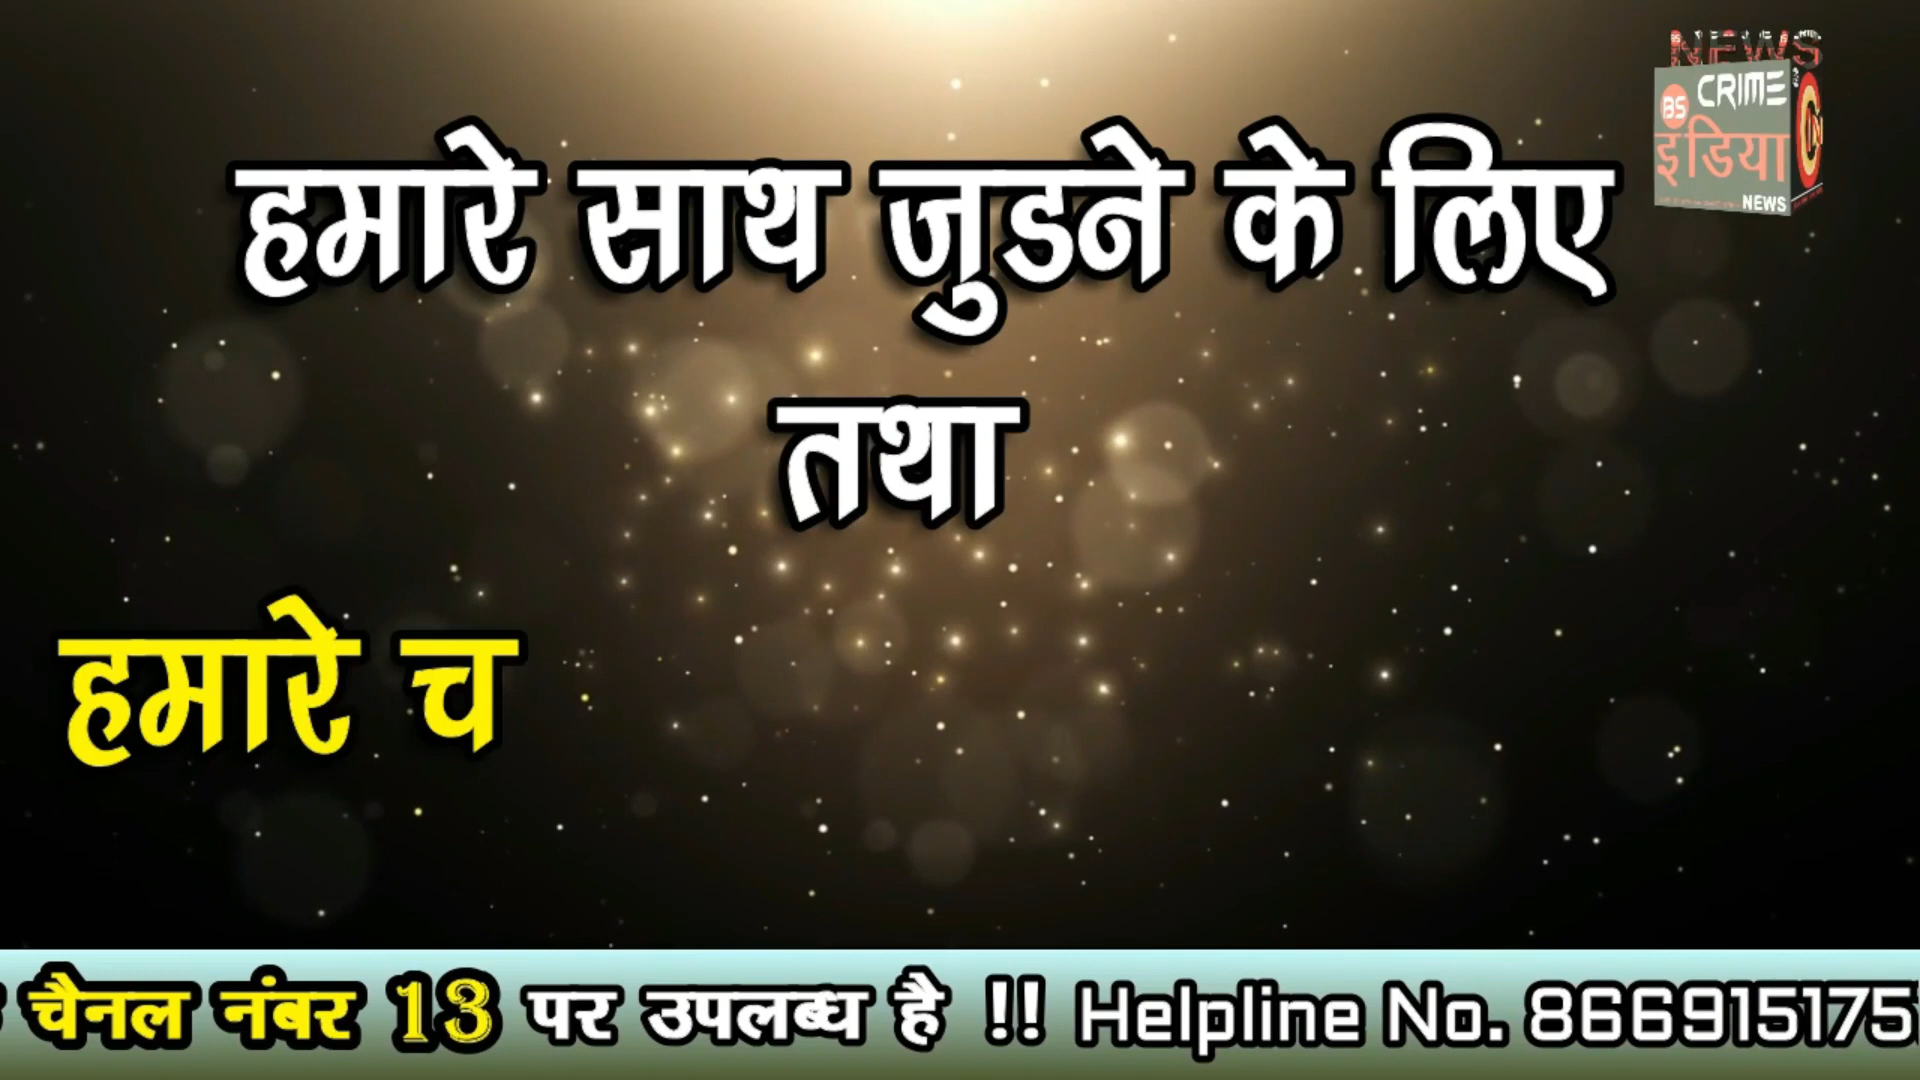 NEWS
BS CRIME
इंडिया
NEWS
हमारे साथ जुडने के लिए
तथा
हमारे च
चैनल नंबर 13 पर उपलब्ध है !! Helpline No. 866915175